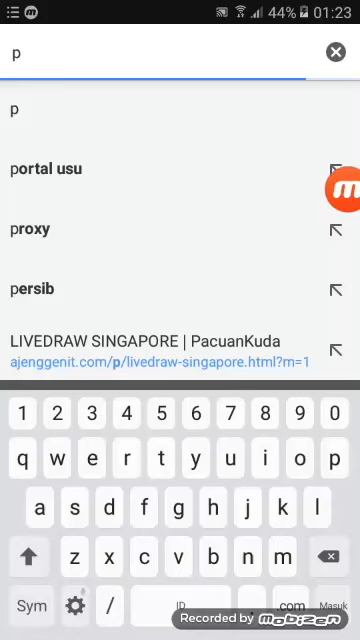 44% 01:23
p
p
portal usu
proxy
persib
LIVEDRAW SINGAPORE | PacuanKuda
ajenggenit.com/p/livedraw-singapore.html?m=1
1 2 3 4 5 6 7 8 9 0
q w e r t y u i o p
a s d f g h j k l
z x c v b n m
Sym / ID , .com Masuk
Recorded by mobizen